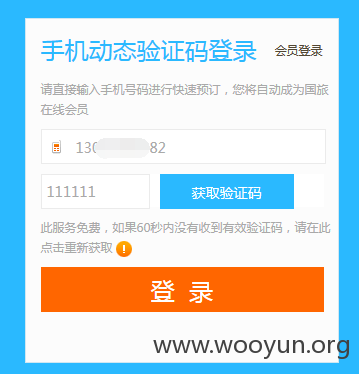 手机动态验证码登录 会员登录
请直接输入手机号码进行快速预订，您将自动成为国旅
在线会员
130 82
111111 获取验证码
此服务免费，如果60秒内没有收到有效验证码，请在此
点击重新获取
登 录
www.wooyun.org